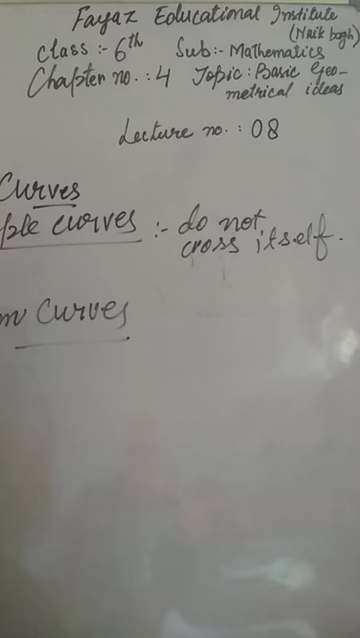 Fayaz Educational Institute
(Naik bagh)
Class :- 6th Sub:- Mathematics
Chapter no. : 4 Topic : Basic Geo-
metrical ideas
Lecture no. : 08
Curves
ple curves :- do not
cross itself.
Curves